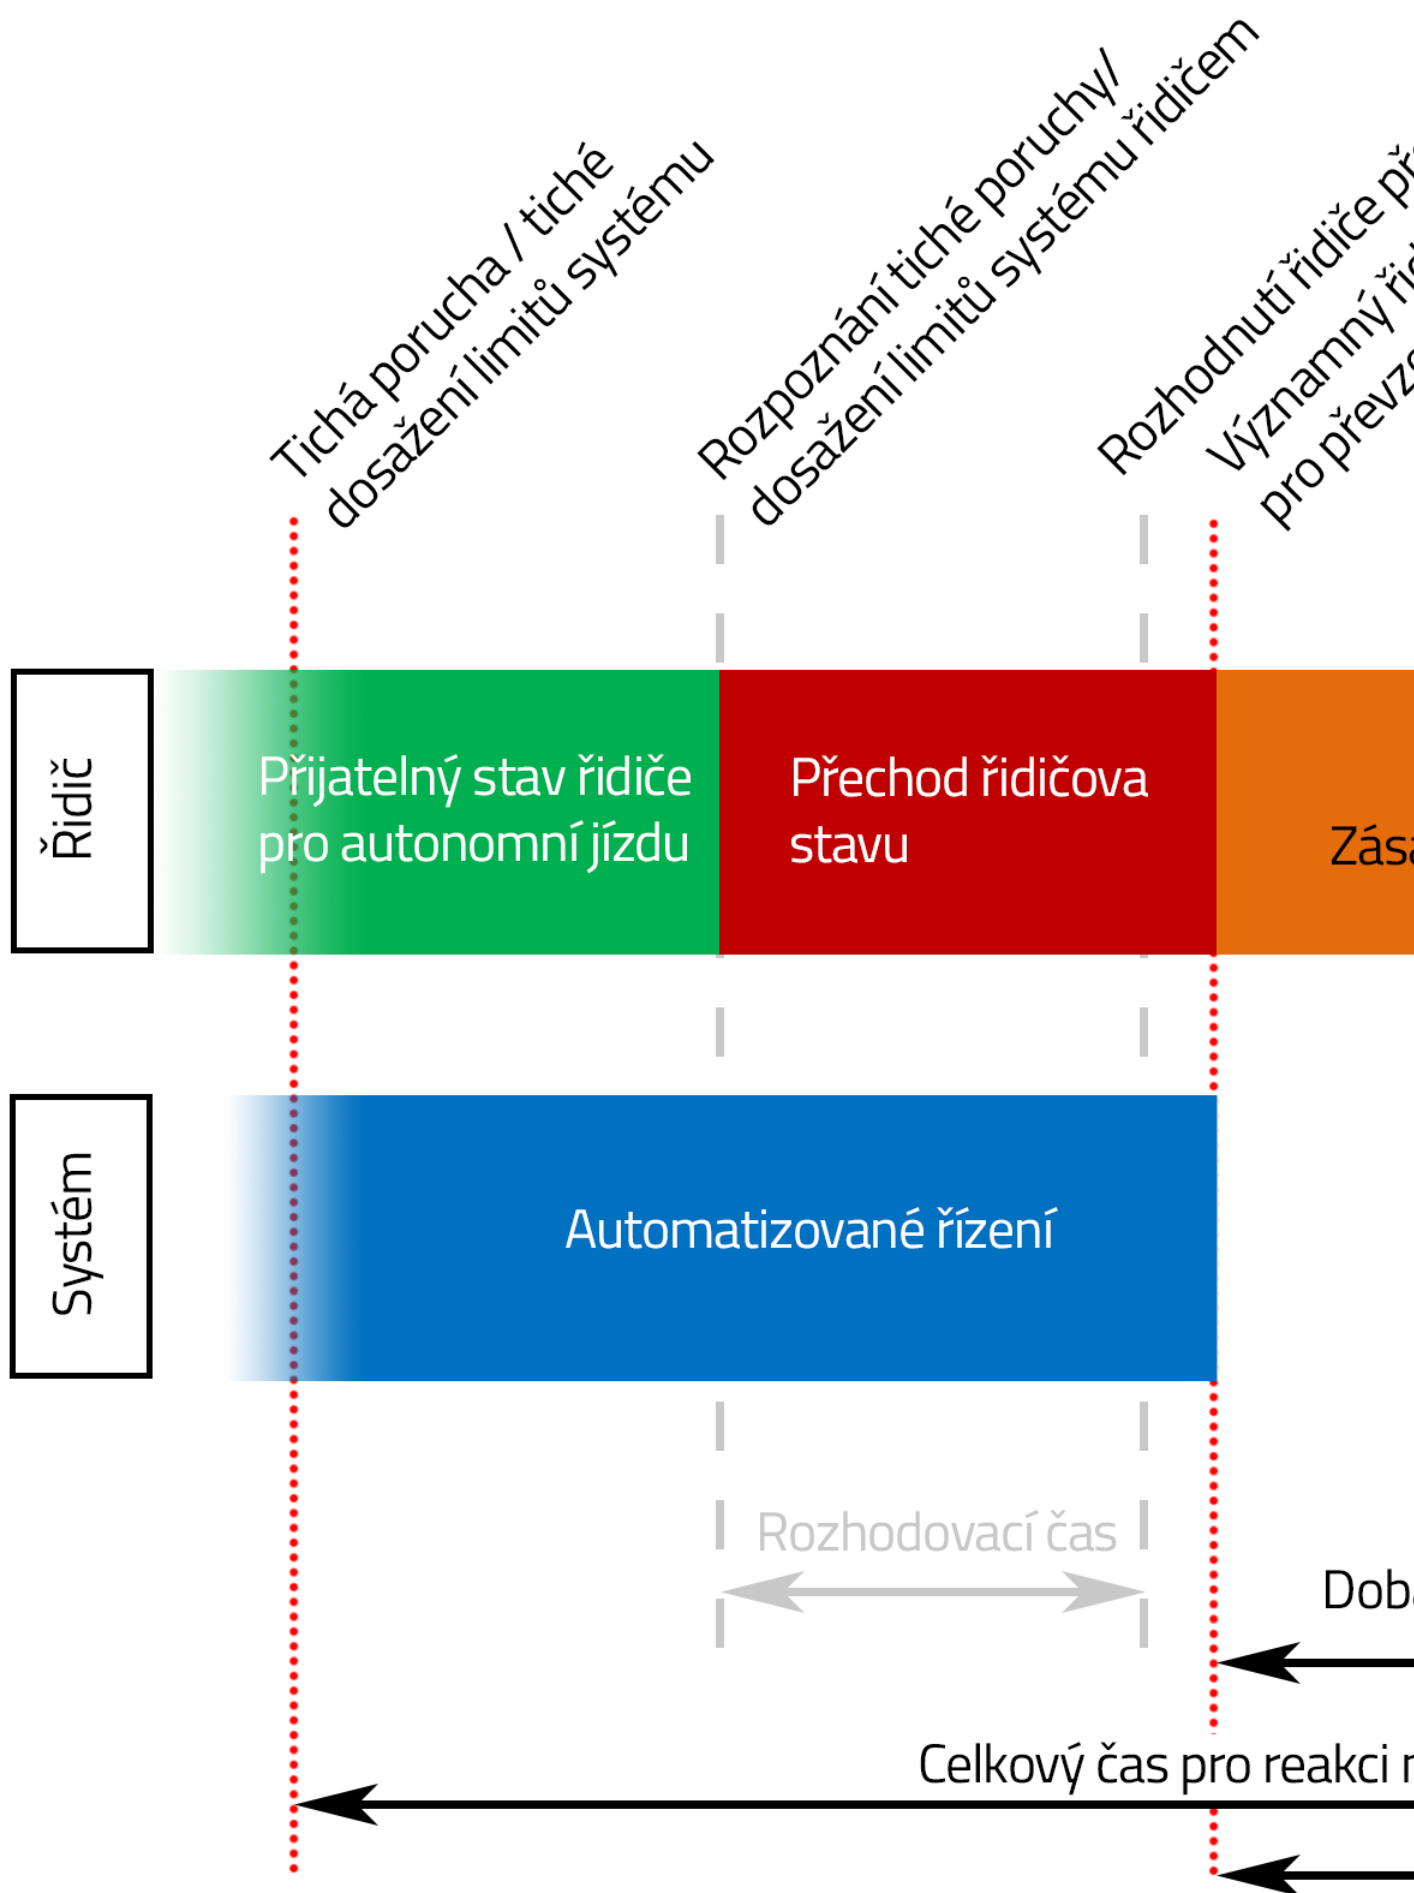 Tichá porucha / tiché
dosažení limitů systému
Rozpoznání tiché poruchy/
dosažení limitů systému řidičem
Rozhodnutí řidiče
Významný
pro
Řidič
Přijatelný stav řidiče
pro autonomní jízdu
Přechod řidičova
stavu
Systém
Automatizované řízení
Rozhodovací čas
Celkový čas pro reakci